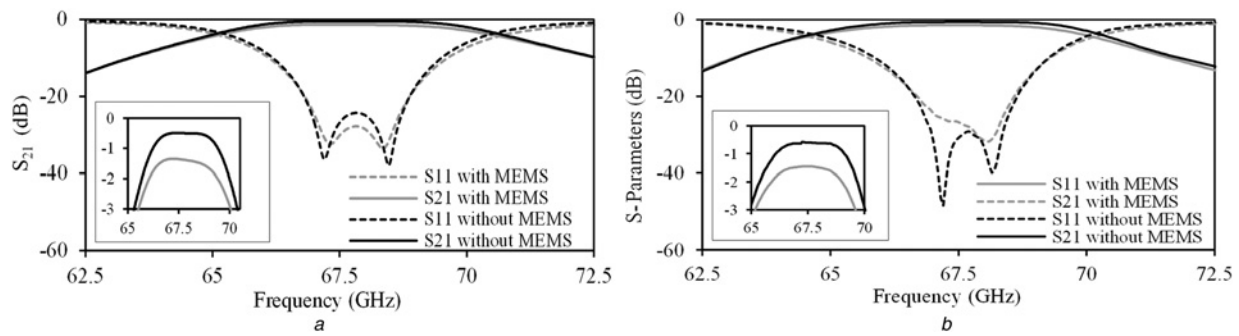 0
-20
-40
-60
S21 (dB)
0
-1
-2
-3
65
67.5
70
S11 with MEMS
S21 with MEMS
S11 without MEMS
S21 without MEMS
62.5
65
67.5
70
72.5
Frequency (GHz)
a
0
-20
-40
-60
S-Parameters (dB)
0
-1
-2
-3
65
67.5
70
S11 with MEMS
S21 with MEMS
S11 without MEMS
S21 without MEMS
62.5
65
67.5
70
72.5
Frequency (GHz)
b